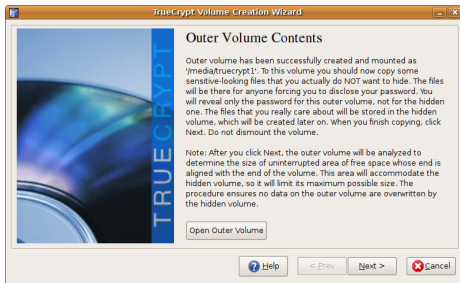 TrueCrypt Volume Creation Wizard
TRUECRYPT
Outer Volume Contents
Outer volume has been successfully created and mounted as
'/media/truecrypt1'. To this volume you should now copy some
sensitive-looking files that you actually do NOT want to hide. The files
will be there for anyone forcing you to disclose your password. You
will reveal only the password for this outer volume, not for the hidden
one. The files that you really care about will be stored in the hidden
volume, which will be created later on. When you finish copying, click
Next. Do not dismount the volume.
Note: After you click Next, the outer volume will be analyzed to
determine the size of uninterrupted area of free space whose end is
aligned with the end of the volume. This area will accommodate the
hidden volume, so it will limit its maximum possible size. The
procedure ensures no data on the outer volume are overwritten by
the hidden volume.
Open Outer Volume
Help
< Prev
Next >
Cancel